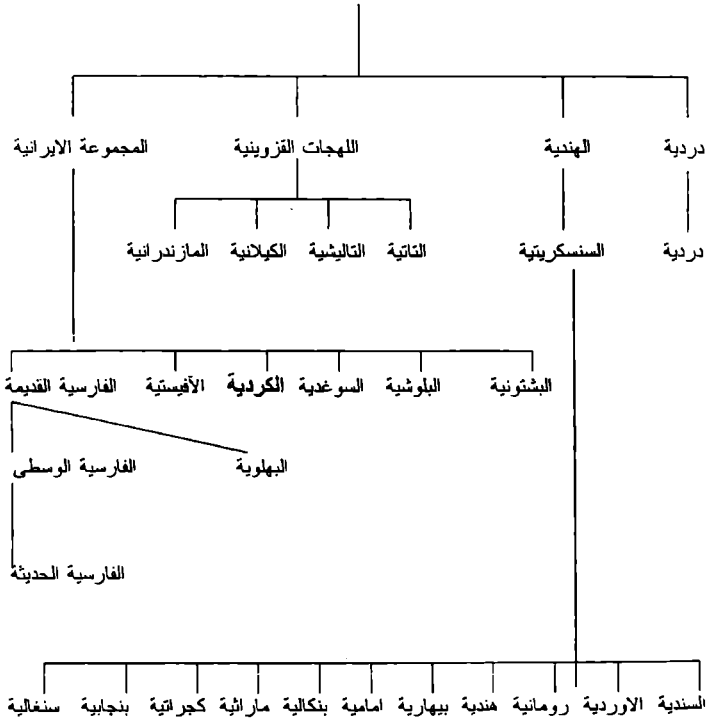 دردية الهندية اللهجات القزوينية المجموعة الايرانية
دردية السنسكريتية التاتية التاليشية الكيلانية المازندرانية
البشتونية البلوشية السوغدية الكردية الآفيستية الفارسية القديمة
البهلوية الفارسية الوسطى
الفارسية الحديثة
السندية الاوردية رومانية هندية بيهارية امامية بنكالية ماراثية كجراتية بنجابية سنغالية